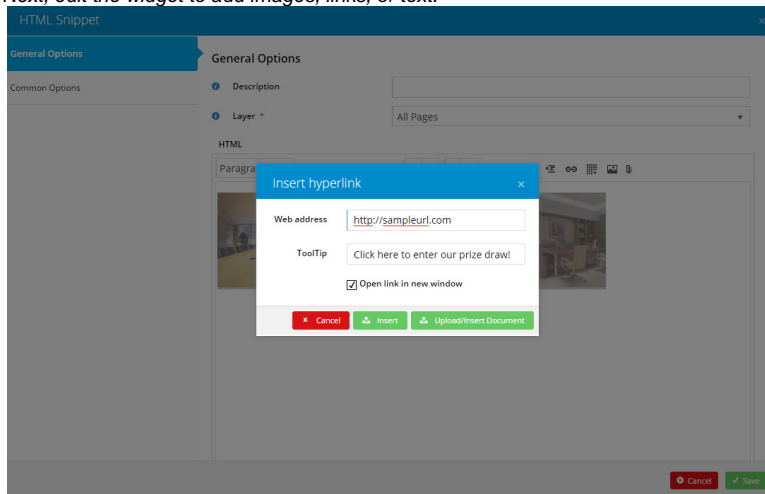 Next, edit the widget to add images, links, or text.
HTML Snippet ×
General Options
Common Options
General Options
Description
Layer * All Pages
HTML
Paragra
Insert hyperlink ×
Web address http://sampleurl.com
ToolTip Click here to enter our prize draw!
Open link in new window
Cancel Insert Upload/Insert Document
Cancel Save